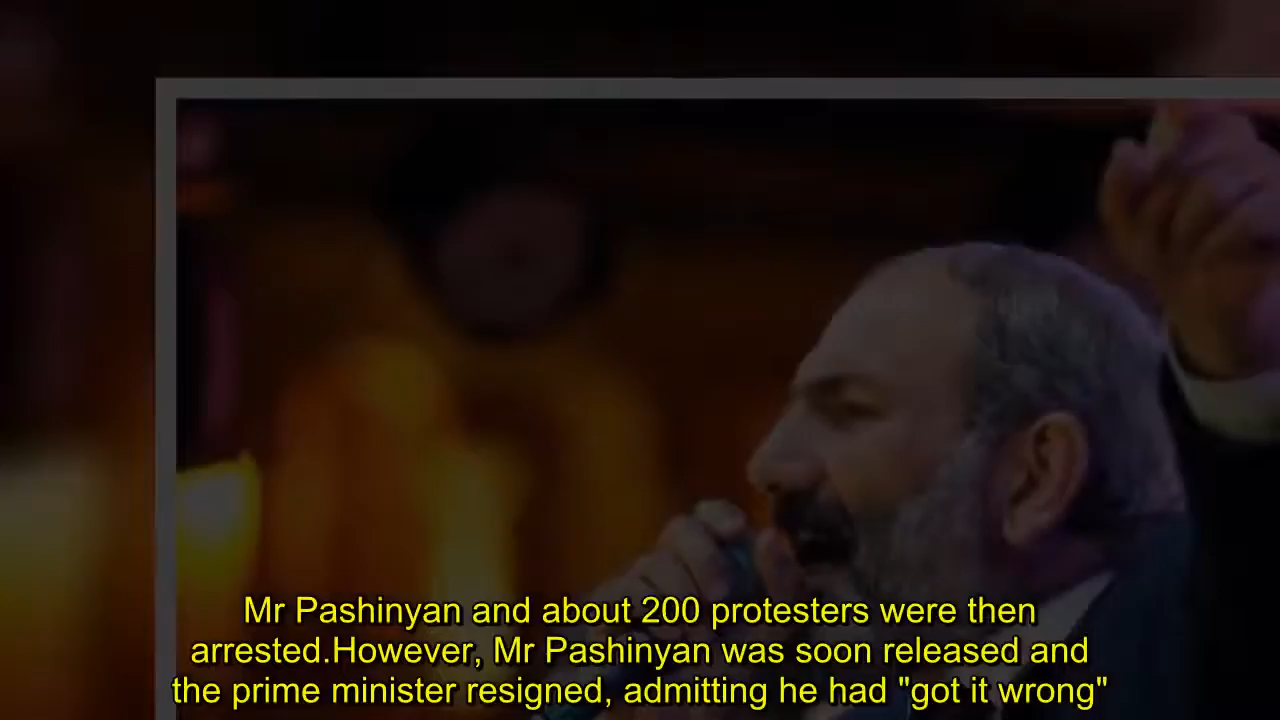 Mr Pashinyan and about 200 protesters were then
arrested.However, Mr Pashinyan was soon released and
the prime minister resigned, admitting he had "got it wrong"